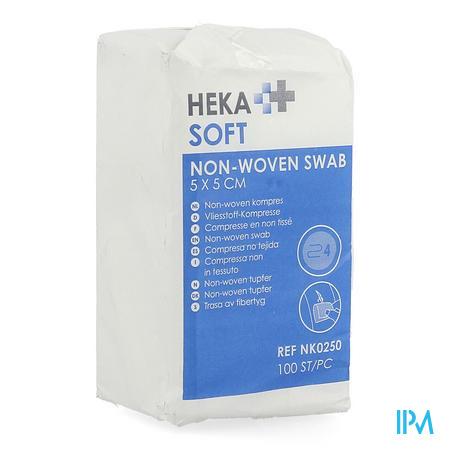 HEKA
SOFT
NON-WOVEN SWAB
5 X 5 CM
Non-woven kompres
Vliesstoff-Kompresse
Compresse en non tissé
Non-woven swab
Compresa no tejida
Compressa non
in tessuto
Non-woven tupfer
Non-woven tupfer
Trasa av fibertyg
4
REF NK0250
100 ST/PC
IPM